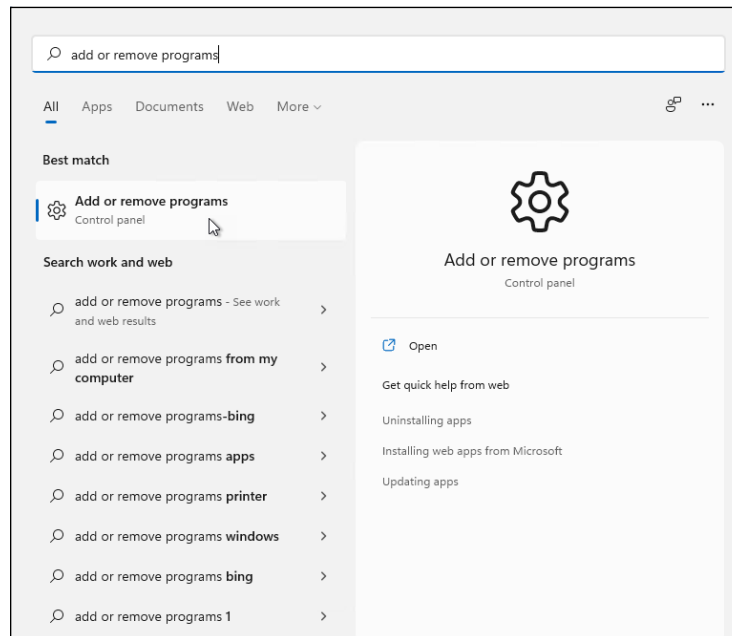 add or remove programs
All Apps Documents Web More
Best match
Add or remove programs
Control panel
Search work and web
add or remove programs - See work
and web results
add or remove programs from my
computer
add or remove programs-bing
add or remove programs apps
add or remove programs printer
add or remove programs windows
add or remove programs bing
add or remove programs 1
Add or remove programs
Control panel
Open
Get quick help from web
Uninstalling apps
Installing web apps from Microsoft
Updating apps